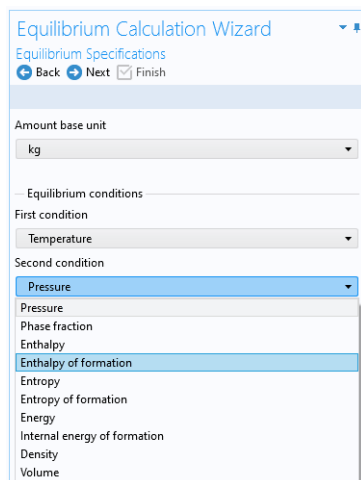 Equilibrium Calculation Wizard
Equilibrium Specifications
Back Next Finish
Amount base unit
kg
Equilibrium conditions
First condition
Temperature
Second condition
Pressure
Pressure
Phase fraction
Enthalpy
Enthalpy of formation
Entropy
Entropy of formation
Energy
Internal energy of formation
Density
Volume